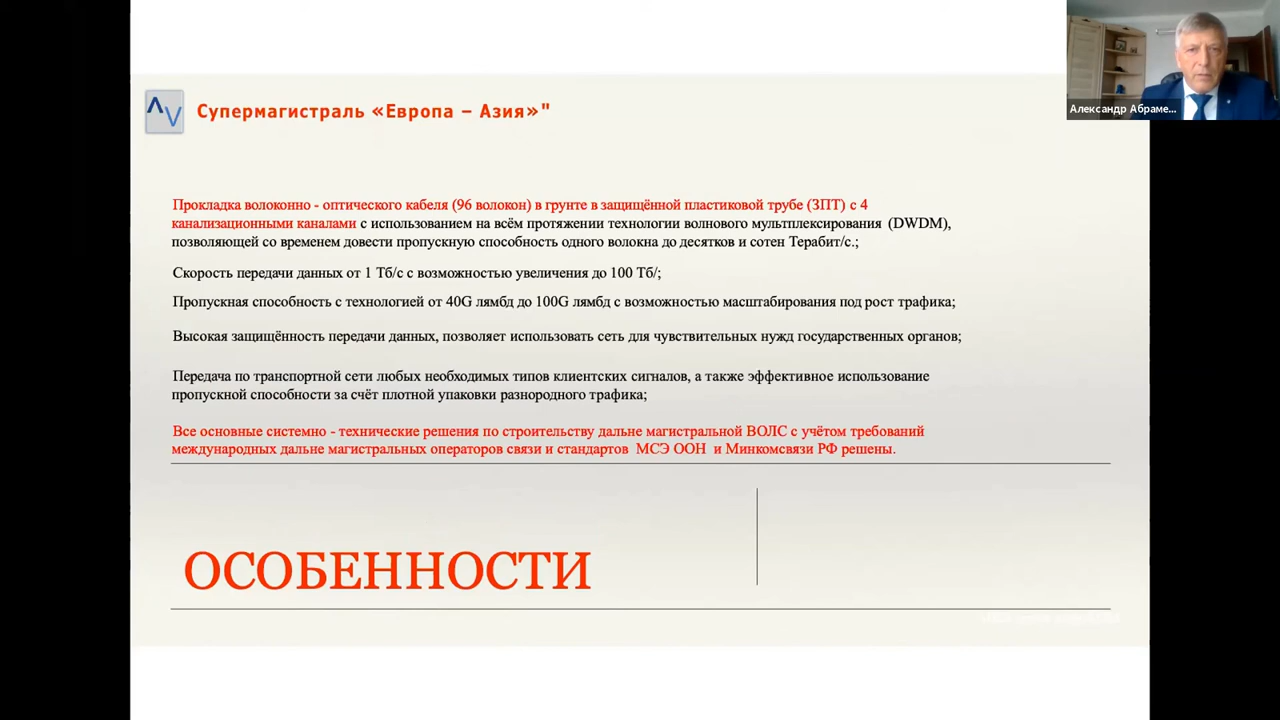 Александр Абраме...
Супермагистраль «Европа – Азия»"
Прокладка волоконно - оптического кабеля (96 волокон) в грунте в защищённой пластиковой трубе (ЗПТ) с 4
канализационными каналами с использованием на всём протяжении технологии волнового мультплексирования (DWDM),
позволяющей со временем довести пропускную способность одного волокна до десятков и сотен Терабит/с.;
Скорость передачи данных от 1 Тб/с с возможностью увеличения до 100 Тб/;
Пропускная способность с технологией от 40G лямбд до 100G лямбд с возможностью масштабирования под рост трафика;
Высокая защищённость передачи данных, позволяет использовать сеть для чувствительных нужд государственных органов;
Передача по транспортной сети любых необходимых типов клиентских сигналов, а также эффективное использование
пропускной способности за счёт плотной упаковки разнородного трафика;
Все основные системно - технические решения по строительству дальне магистральной ВОЛС с учётом требований
международных дальне магистральных операторов связи и стандартов МСЭ ООН и Минкомсвязи РФ решены.
ОСОБЕННОСТИ